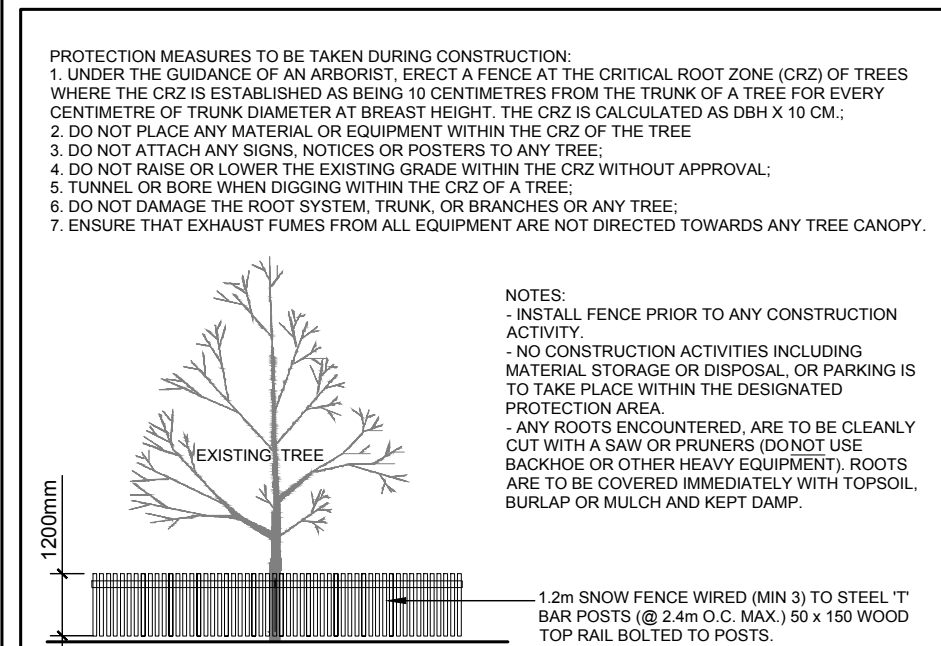 PROTECTION MEASURES TO BE TAKEN DURING CONSTRUCTION:
1. UNDER THE GUIDANCE OF AN ARBORIST, ERECT A FENCE AT THE CRITICAL ROOT ZONE (CRZ) OF TREES
WHERE THE CRZ IS ESTABLISHED AS BEING 10 CENTIMETRES FROM THE TRUNK OF A TREE FOR EVERY
CENTIMETRE OF TRUNK DIAMETER AT BREAST HEIGHT. THE CRZ IS CALCULATED AS DBH X 10 CM.;
2. DO NOT PLACE ANY MATERIAL OR EQUIPMENT WITHIN THE CRZ OF THE TREE
3. DO NOT ATTACH ANY SIGNS, NOTICES OR POSTERS TO ANY TREE;
4. DO NOT RAISE OR LOWER THE EXISTING GRADE WITHIN THE CRZ WITHOUT APPROVAL;
5. TUNNEL OR BORE WHEN DIGGING WITHIN THE CRZ OF A TREE;
6. DO NOT DAMAGE THE ROOT SYSTEM, TRUNK, OR BRANCHES OR ANY TREE;
7. ENSURE THAT EXHAUST FUMES FROM ALL EQUIPMENT ARE NOT DIRECTED TOWARDS ANY TREE CANOPY.
NOTES:
- INSTALL FENCE PRIOR TO ANY CONSTRUCTION
ACTIVITY.
- NO CONSTRUCTION ACTIVITIES INCLUDING
MATERIAL STORAGE OR DISPOSAL, OR PARKING IS
TO TAKE PLACE WITHIN THE DESIGNATED
PROTECTION AREA.
- ANY ROOTS ENCOUNTERED, ARE TO BE CLEANLY
CUT WITH A SAW OR PRUNERS (DO NOT USE
BACKHOE OR OTHER HEAVY EQUIPMENT). ROOTS
ARE TO BE COVERED IMMEDIATELY WITH TOPSOIL,
BURLAP OR MULCH AND KEPT DAMP.
EXISTING TREE
1200mm
1.2m SNOW FENCE WIRED (MIN 3) TO STEEL 'T'
BAR POSTS (@ 2.4m O.C. MAX.) 50 x 150 WOOD
TOP RAIL BOLTED TO POSTS.